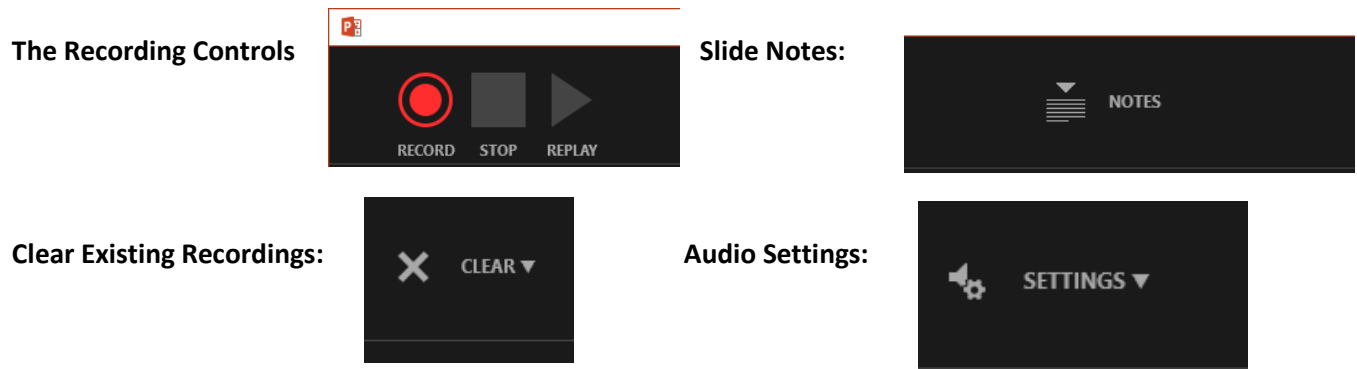 The Recording Controls
RECORD STOP REPLAY
Slide Notes:
NOTES
Clear Existing Recordings:
CLEAR
Audio Settings:
SETTINGS